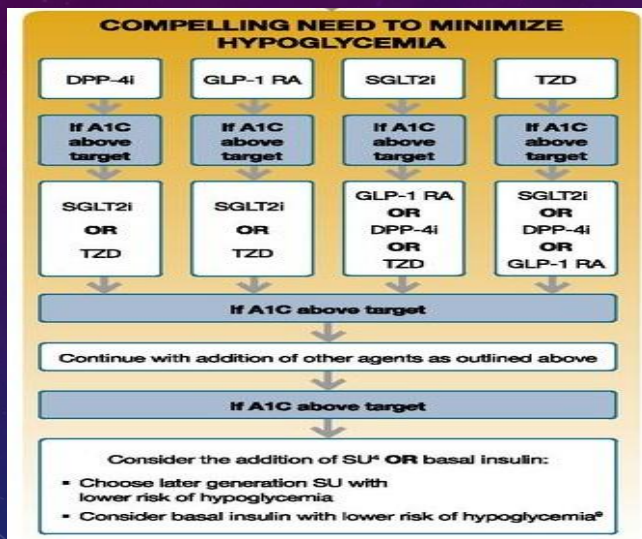 COMPELLING NEED TO MINIMIZE
HYPOGLYCEMIA
DPP-4i
GLP-1 RA
SGLT2i
TZD
If A1C
above
target
If A1C
above
target
If A1C
above
target
If A1C
above
target
SGLT2i
OR
TZD
SGLT2i
OR
TZD
GLP-1 RA
OR
DPP-4i
OR
TZD
SGLT2i
OR
DPP-4i
OR
GLP-1 RA
If A1C above target
Continue with addition of other agents as outlined above
If A1C above target
Consider the addition of SU⁴ OR basal insulin:
▪ Choose later generation SU with
lower risk of hypoglycemia
▪ Consider basal insulin with lower risk of hypoglycemia